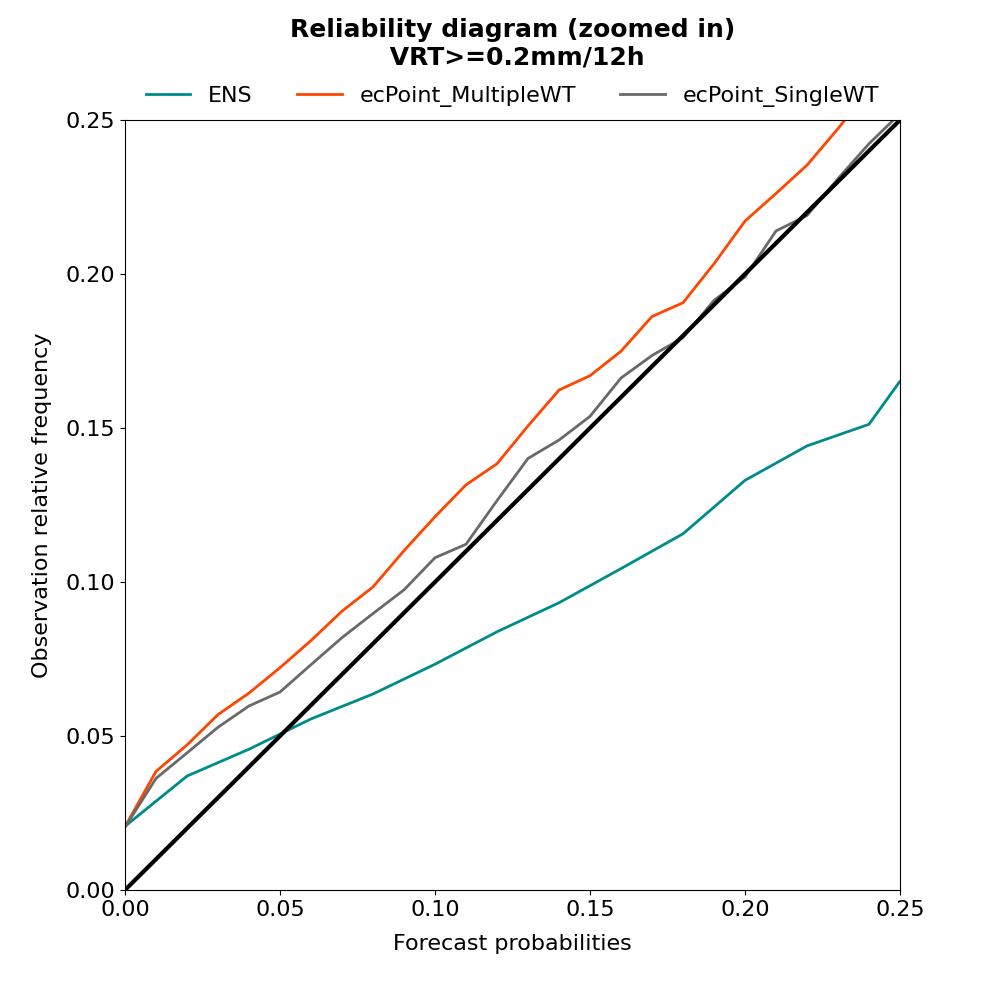 Reliability diagram (zoomed in)
VRT>=0.2mm/12h
ENS ecPoint_MultipleWT ecPoint_SingleWT
0.25
0.20
0.15
0.10
0.05
0.00
Observation relative frequency
0.00 0.05 0.10 0.15 0.20 0.25
Forecast probabilities